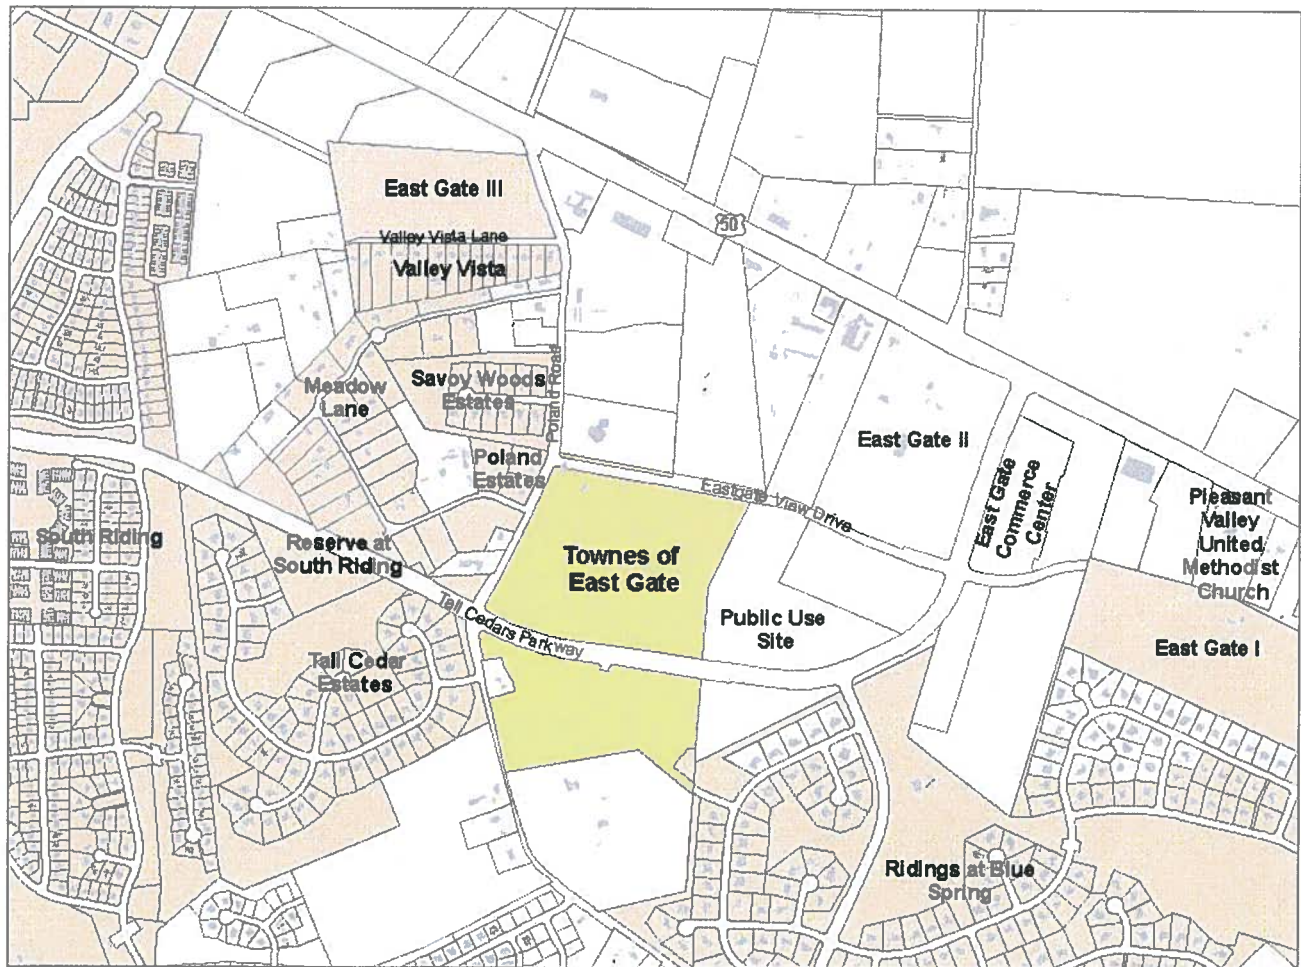 East Gate III
50
Valley Vista Lane
Valley Vista
Meadow
Lane
Savoy Woods
Estates
Poland Road
Poland
Estates
East Gate II
East Gate
Commerce
Center
Pleasant
Valley
United
Methodist
Church
Eastgate View Drive
South Riding
Reserve at
South Riding
Townes of
East Gate
Tall Cedars Parkway
Public Use
Site
East Gate I
Tall Cedar
Estates
Ridings at Blue
Spring